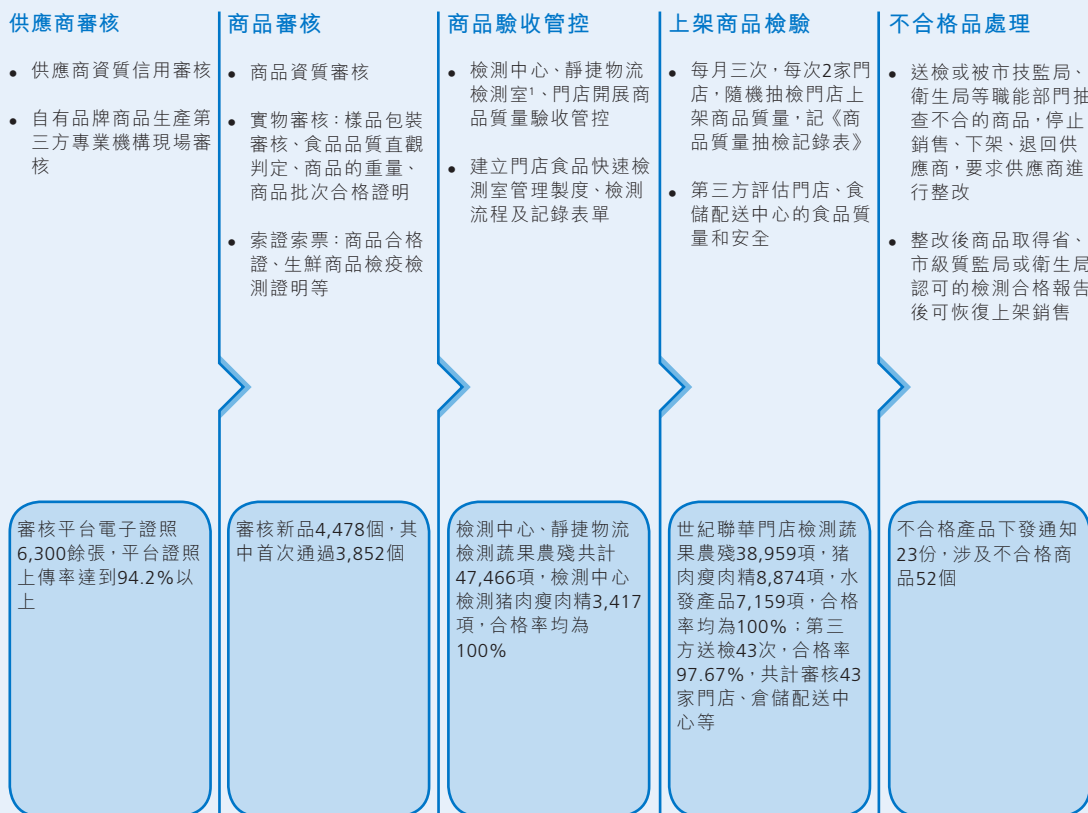 供應商審核
• 供應商資質信用審核
• 自有品牌商品生產第
三方專業機構現場審
核
商品審核
• 商品資質審核
• 實物審核：樣品包裝
審核、食品品質直觀
判定、商品的重量、
商品批次合格證明
• 索證索票：商品合格
證、生鮮商品檢疫檢
測證明等
商品驗收管控
• 檢測中心、靜捷物流
檢測室¹、門店開展商
品質量驗收管控
• 建立門店食品快速檢
測室管理製度、檢測
流程及記錄表單
上架商品檢驗
• 每月三次，每次2家門
店，隨機抽檢門店上
架商品質量，記《商
品質量抽檢記錄表》
• 第三方評估門店、食
儲配送中心的食品質
量和安全
不合格品處理
• 送檢或被市技監局、
衛生局等職能部門抽
查不合的商品，停止
銷售、下架、退回供
應商，要求供應商進
行整改
• 整改後商品取得省、
市級質監局或衛生局
認可的檢測合格報告
後可恢復上架銷售
審核平台電子證照
6,300餘張，平台證照
上傳率達到94.2%以
上
審核新品4,478個，其
中首次通過3,852個
檢測中心、靜捷物流
檢測蔬果農殘共計
47,466項，檢測中心
檢測豬肉瘦肉精3,417
項，合格率均為
100%
世紀聯華門店檢測蔬
果農殘38,959項，豬
肉瘦肉精8,874項，水
發產品7,159項，合格
率均為100%；第三
方送檢43次，合格率
97.67%，共計審核43
家門店、倉儲配送中
心等
不合格產品下發通知
23份，涉及不合格商
品52個